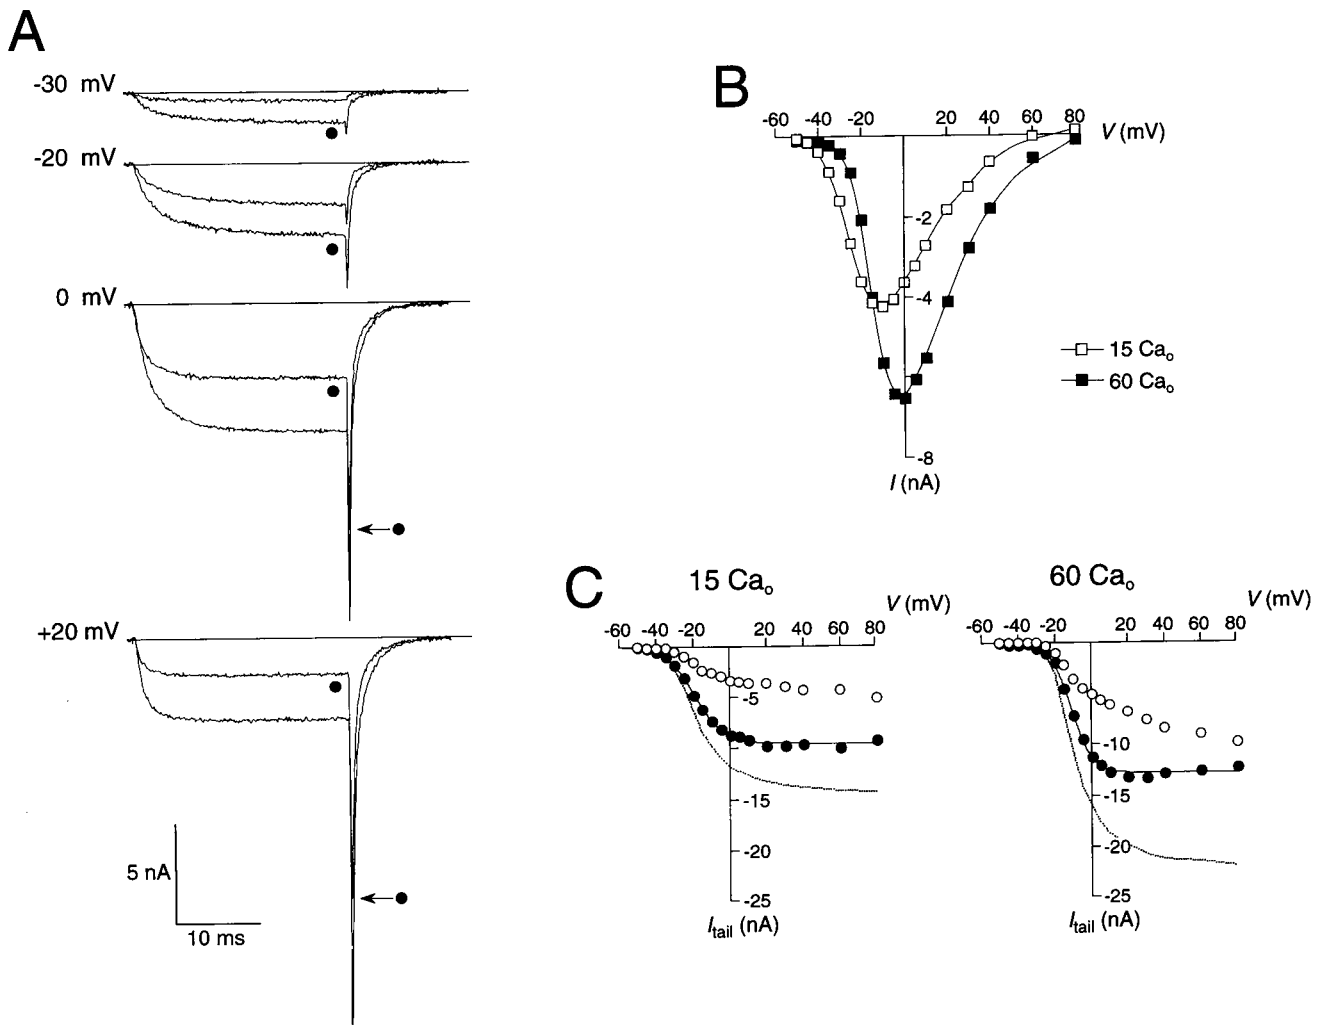 A
-30 mV
-20 mV
0 mV
+20 mV
5 nA
10 ms
B
-60 -40 -20 20 40 60 80 V (mV)
-2
-4
-8
I (nA)
15 Cao
60 Cao
C
15 Cao
V (mV)
-60 -40 -20 20 40 60 80
-5
-15
-20
-25
Itail (nA)
60 Cao
V (mV)
-60 -40 -20 20 40 60 80
-10
-15
-20
-25
Itail (nA)